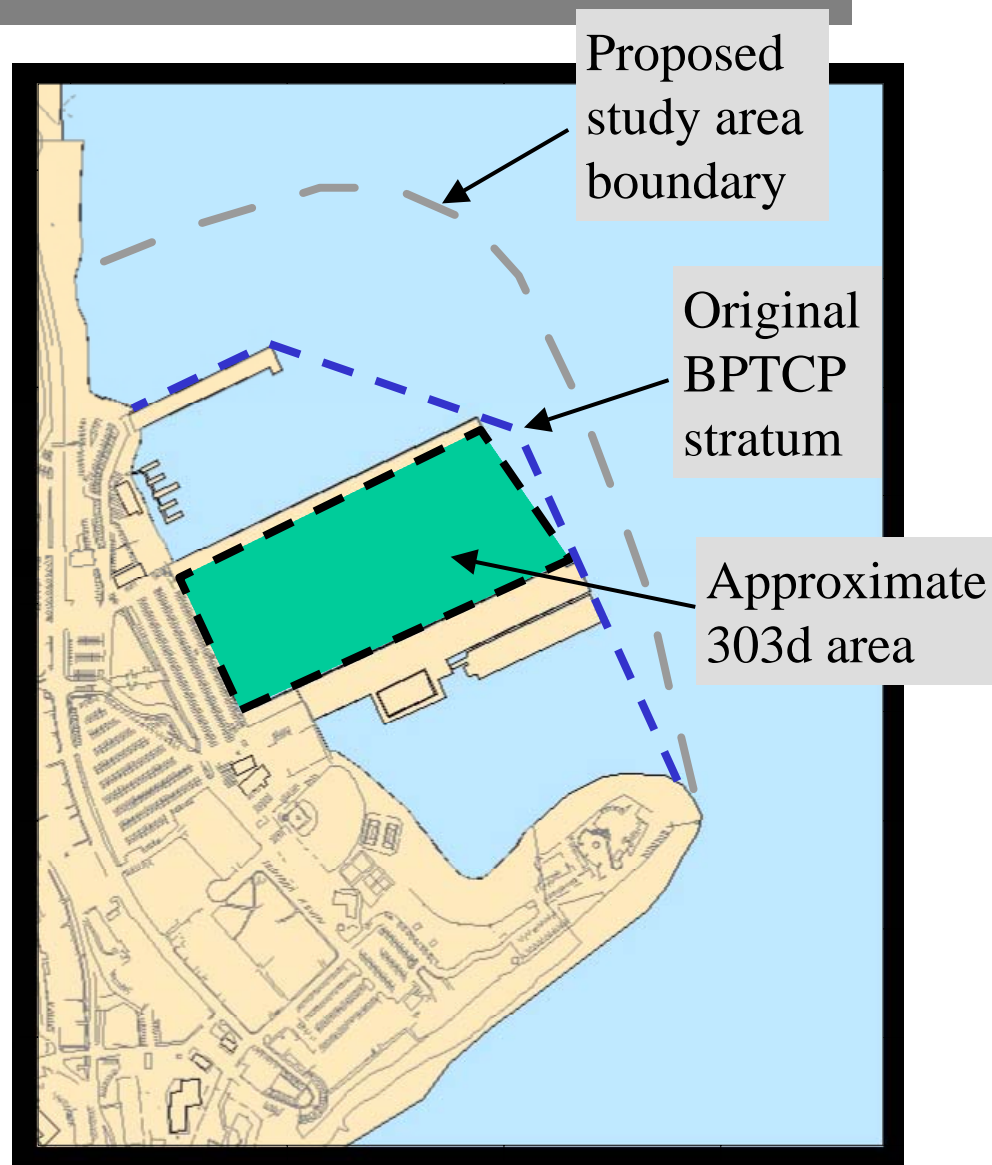 Proposed
study area
boundary
Original
BPTCP
stratum
Approximate
303d area